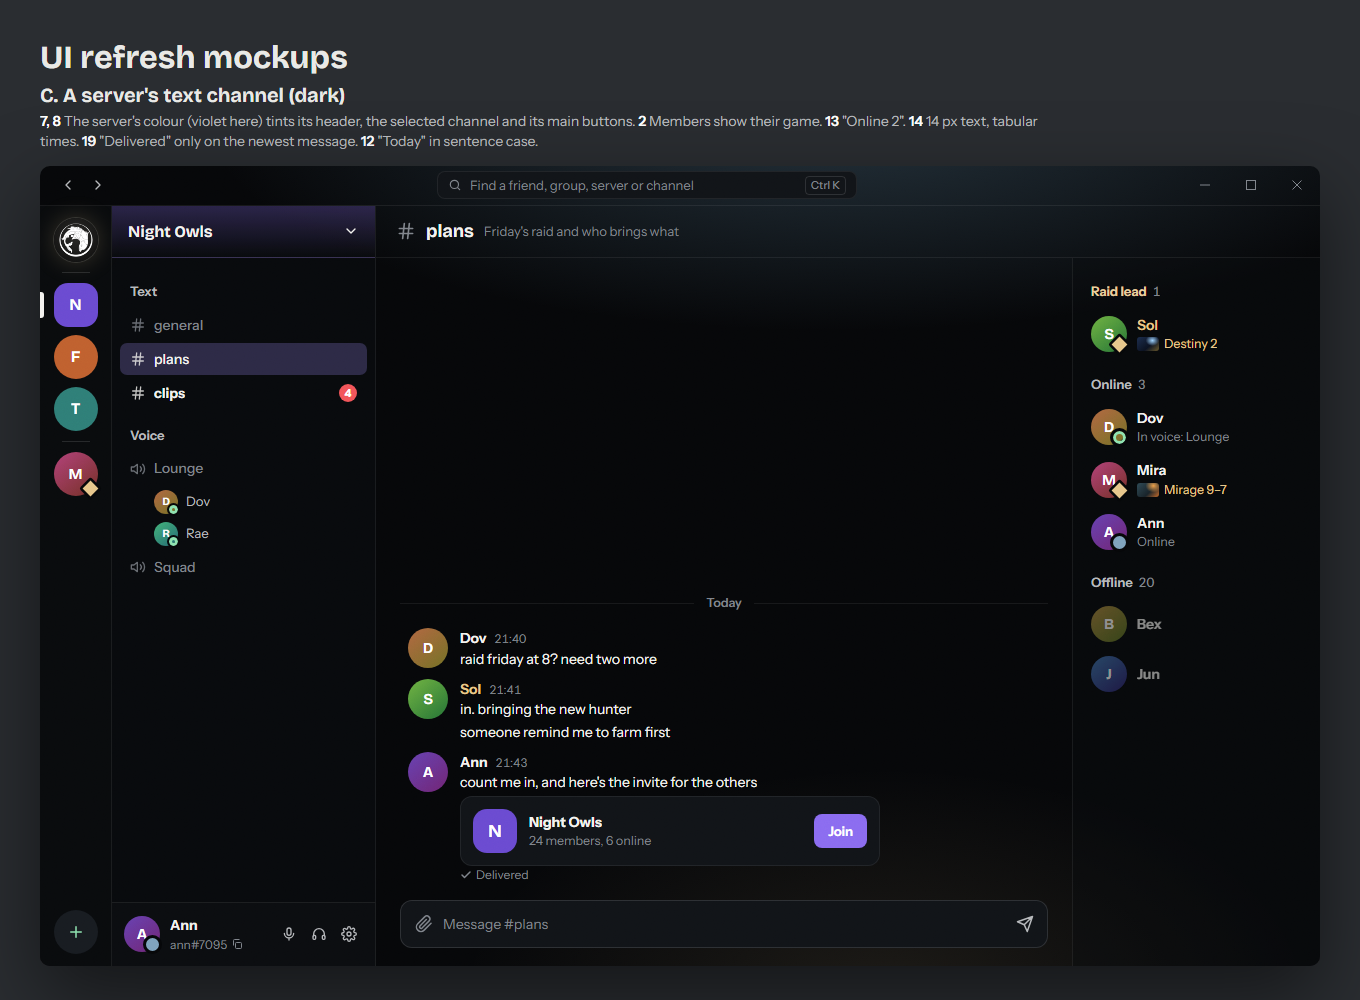 UI refresh mockups
C. A server's text channel (dark)
7, 8 The server's colour (violet here) tints its header, the selected channel and its main buttons. 2 Members show their game. 13 "Online 2". 14 14 px text, tabular
times. 19 "Delivered" only on the newest message. 12 "Today" in sentence case.
Find a friend, group, server or channel
Ctrl K
Night Owls
# plans Friday's raid and who brings what
N
F
T
M
Text
# general
# plans
# clips 4
Voice
Lounge
D Dov
R Rae
Squad
Today
D Dov 21:40
raid friday at 8? need two more
S Sol 21:41
in. bringing the new hunter
someone remind me to farm first
A Ann 21:43
count me in, and here's the invite for the others
N Night Owls
24 members, 6 online
Join
Delivered
Message #plans
Raid lead 1
S Sol
Destiny 2
Online 3
D Dov
In voice: Lounge
M Mira
Mirage 9–7
A Ann
Online
Offline 20
B Bex
J Jun
+
A Ann
ann#7095